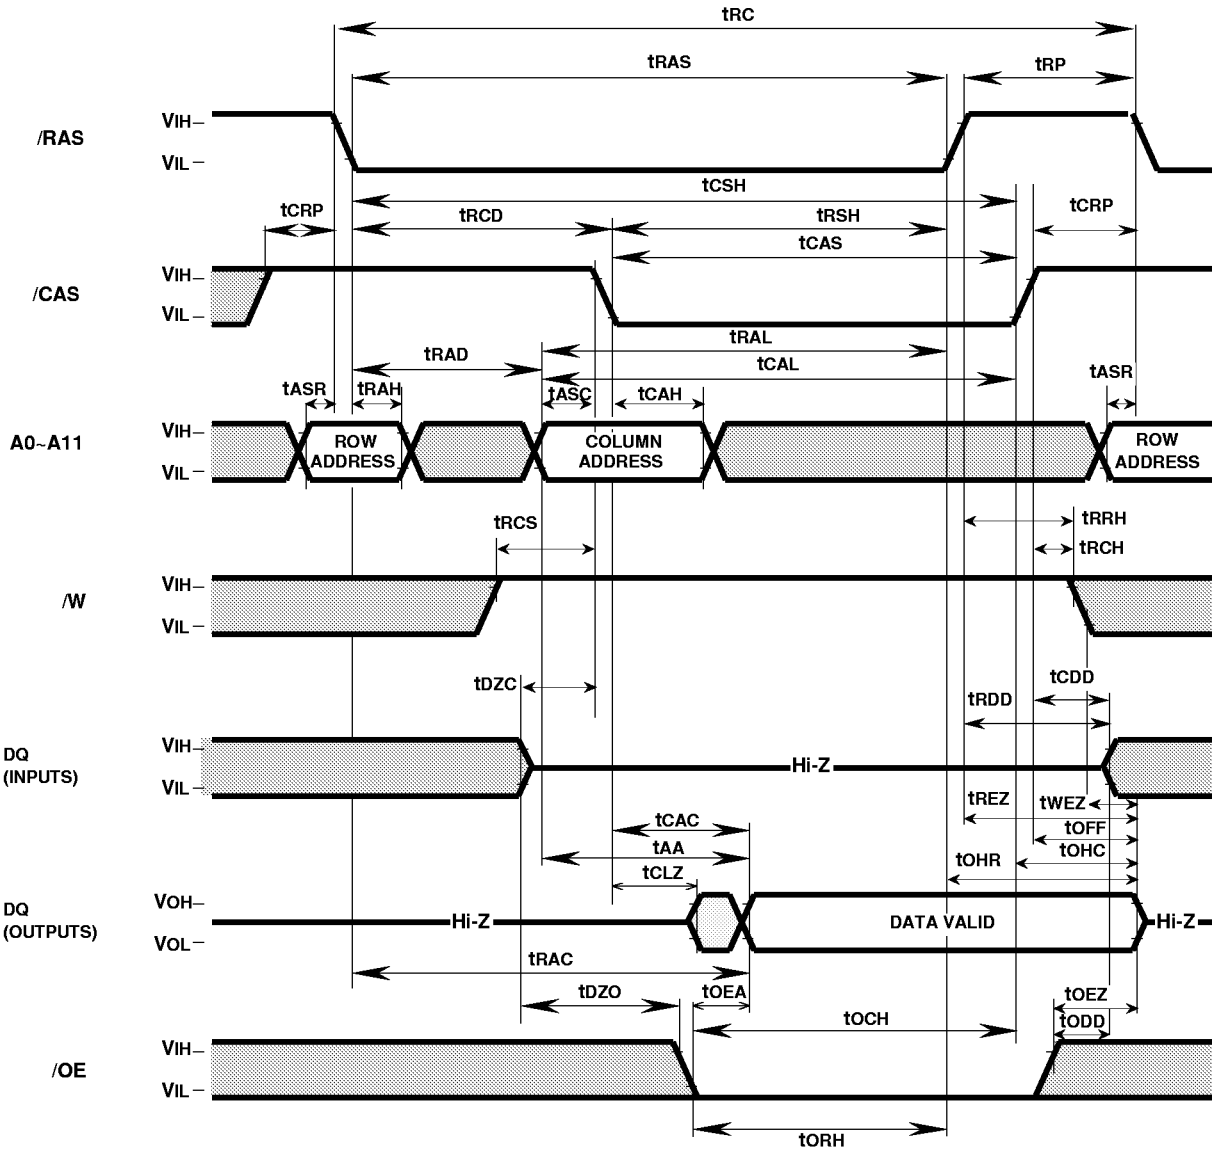 tRC
tRAS
tRP
/RAS
VIH
VIL
tCSH
tCRP
tRCD
tRSH
tCRP
tCAS
/CAS
VIH
VIL
tRAL
tRAD
tCAL
tASR
tRAH
tASC
tCAH
tASR
A0~A11
VIH
VIL
ROW
ADDRESS
COLUMN
ADDRESS
ROW
ADDRESS
tRCS
tRRH
tRCH
/W
VIH
VIL
tDZC
tCDD
tRDD
DQ
(INPUTS)
VIH
VIL
Hi-Z
tREZ
tWEZ
tCAC
tOFF
tAA
tOHC
tCLZ
tOHR
DQ
(OUTPUTS)
VOH
VOL
Hi-Z
DATA VALID
Hi-Z
tRAC
tDZO
tOEA
tOEZ
tOCH
tODD
/OE
VIH
VIL
tORH